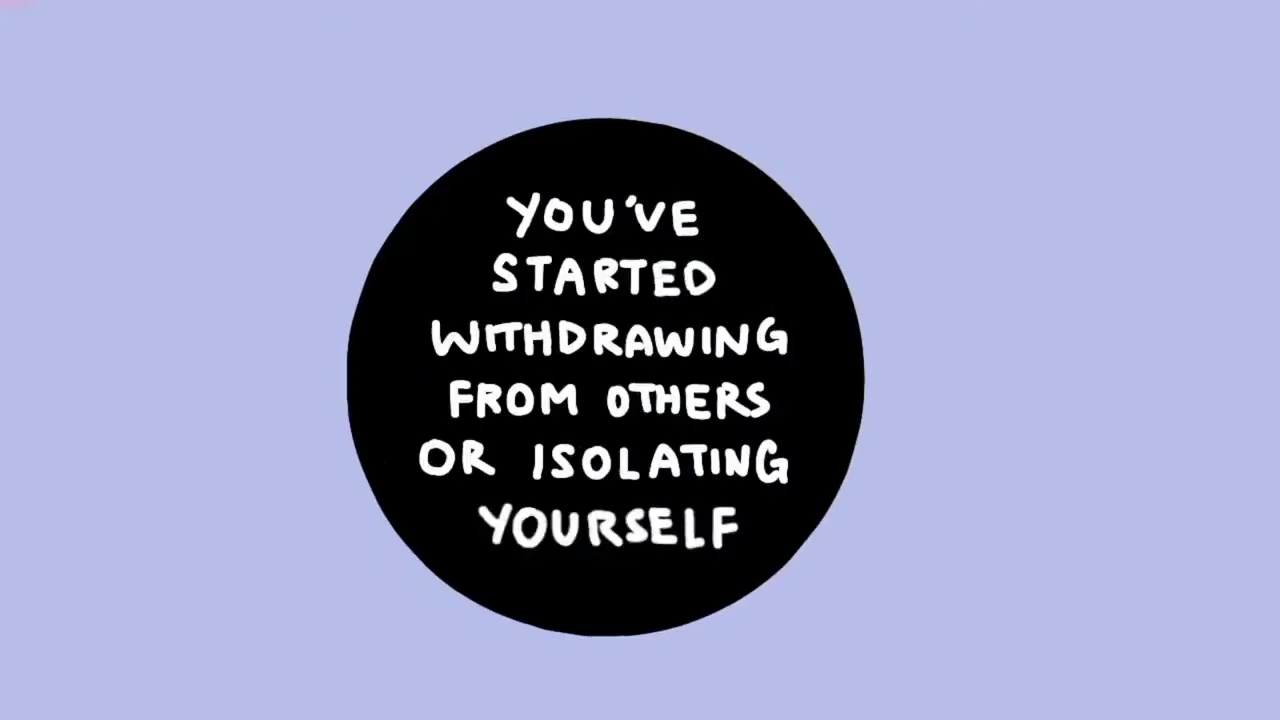 YOU'VE
STARTED
WITHDRAWING
FROM OTHERS
OR ISOLATING
YOURSELF